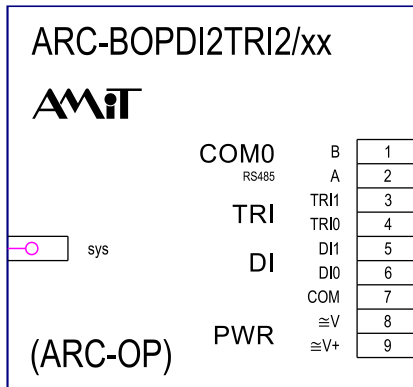 ARC-BOPDI2TRI2/xx
AMiT
COM0
RS485
TRI
DI
PWR
B 1
A 2
TRI1 3
TRI0 4
DI1 5
DI0 6
COM 7
≅V 8
≅V+ 9
sys
(ARC-OP)